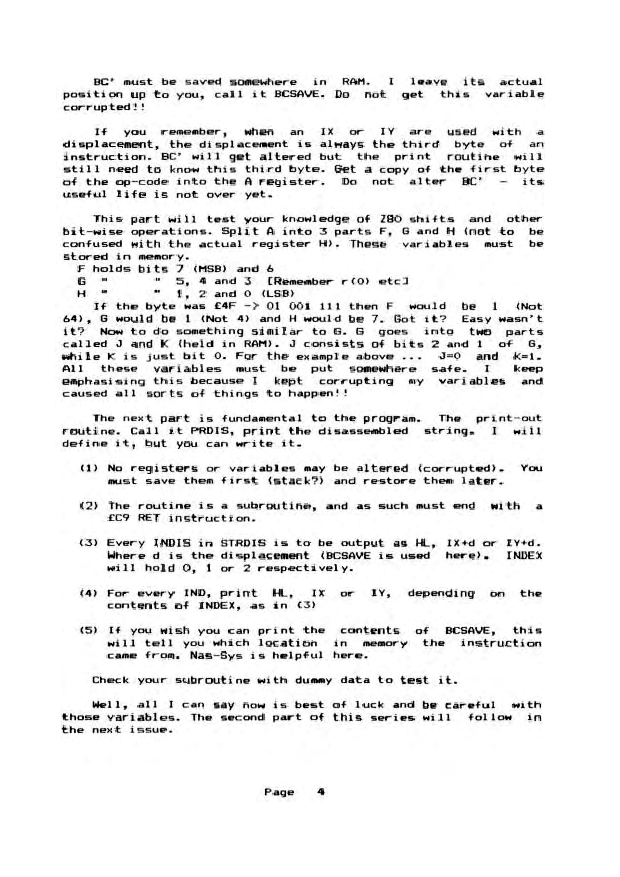 BC' must be saved somewhere in RAM. I leave its actual
position up to you, call it BCSAVE. Do not get this variable
corrupted!!
If you remember, when an IX or IY are used with a
displacement, the displacement is always the third byte of an
instruction. BC' will get altered but the print routine will
still need to know this third byte. Get a copy of the first byte
of the op-code into the A register. Do not alter BC' - its
useful life is not over yet.
This part will test your knowledge of Z80 shifts and other
bit-wise operations. Split A into 3 parts F, G and H (not to be
confused with the actual register H). These variables must be
stored in memory.
F holds bits 7 (MSB) and 6
G " " 5, 4 and 3 [Remember r(0) etc]
H " " 1, 2 and 0 (LSB)
If the byte was £4F -> 01 001 111 then F would be 1 (Not
64), G would be 1 (Not 4) and H would be 7. Got it? Easy wasn't
it? Now to do something similar to G. G goes into two parts
called J and K (held in RAM). J consists of bits 2 and 1 of G,
while K is just bit 0. For the example above ... J=0 and K=1.
All these variables must be put somewhere safe. I keep
emphasising this because I kept corrupting my variables and
caused all sorts of things to happen!!
The next part is fundamental to the program. The print-out
routine. Call it PRDIS, print the disassembled string. I will
define it, but you can write it.
(1) No registers or variables may be altered (corrupted). You
must save them first (stack?) and restore them later.
(2) The routine is a subroutine, and as such must end with a
£C9 RET instruction.
(3) Every INDIS in STRDIS is to be output as HL, IX+d or IY+d.
Where d is the displacement (BCSAVE is used here). INDEX
will hold 0, 1 or 2 respectively.
(4) For every IND, print HL, IX or IY, depending on the
contents of INDEX, as in (3)
(5) If you wish you can print the contents of BCSAVE, this
will tell you which location in memory the instruction
came from. Nas-Sys is helpful here.
Check your subroutine with dummy data to test it.
Well, all I can say now is best of luck and be careful with
those variables. The second part of this series will follow in
the next issue.
Page 4